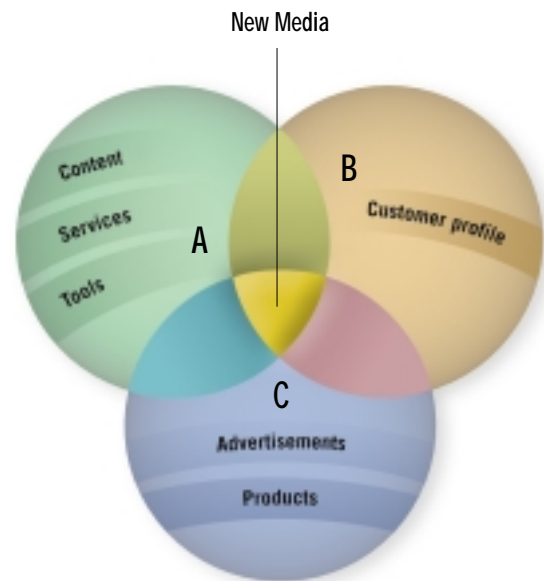 New Media
A
Content
Services
Tools
B
Customer profile
C
Advertisements
Products